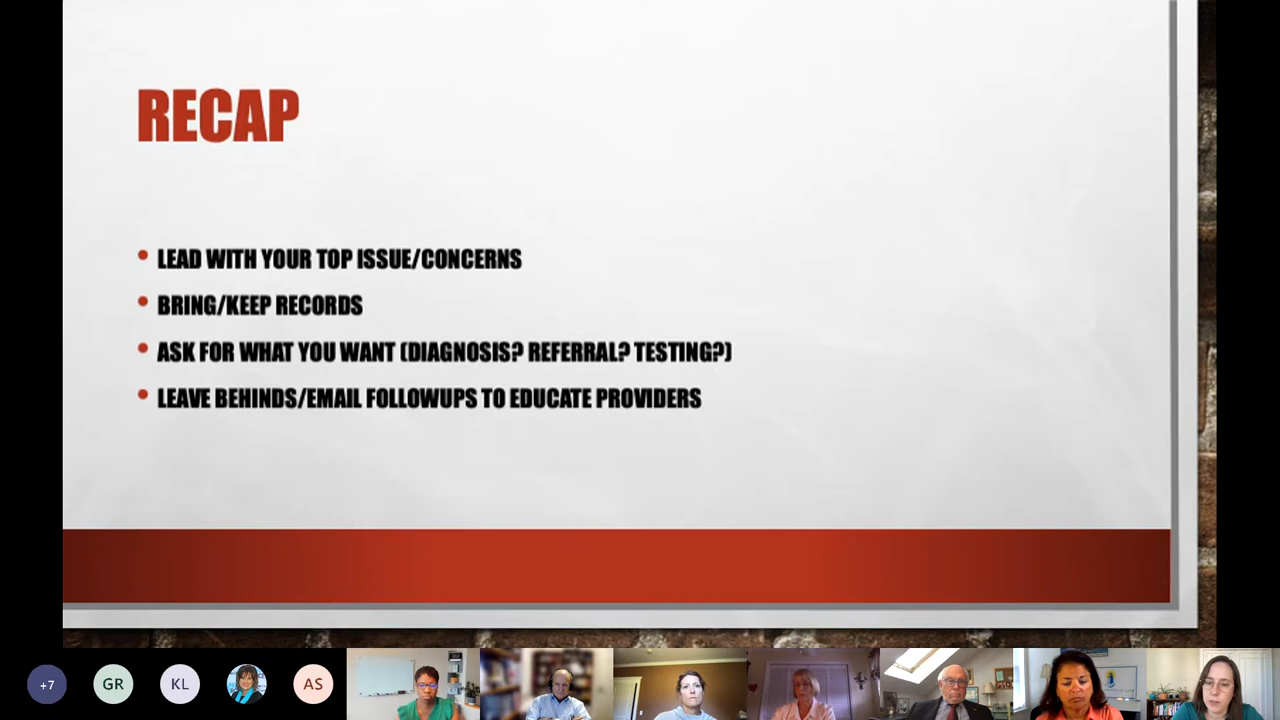 RECAP
LEAD WITH YOUR TOP ISSUE/CONCERNS
BRING/KEEP RECORDS
ASK FOR WHAT YOU WANT (DIAGNOSIS? REFERRAL? TESTING?)
LEAVE BEHINDS/EMAIL FOLLOWUPS TO EDUCATE PROVIDERS
+7
GR
KL
AS